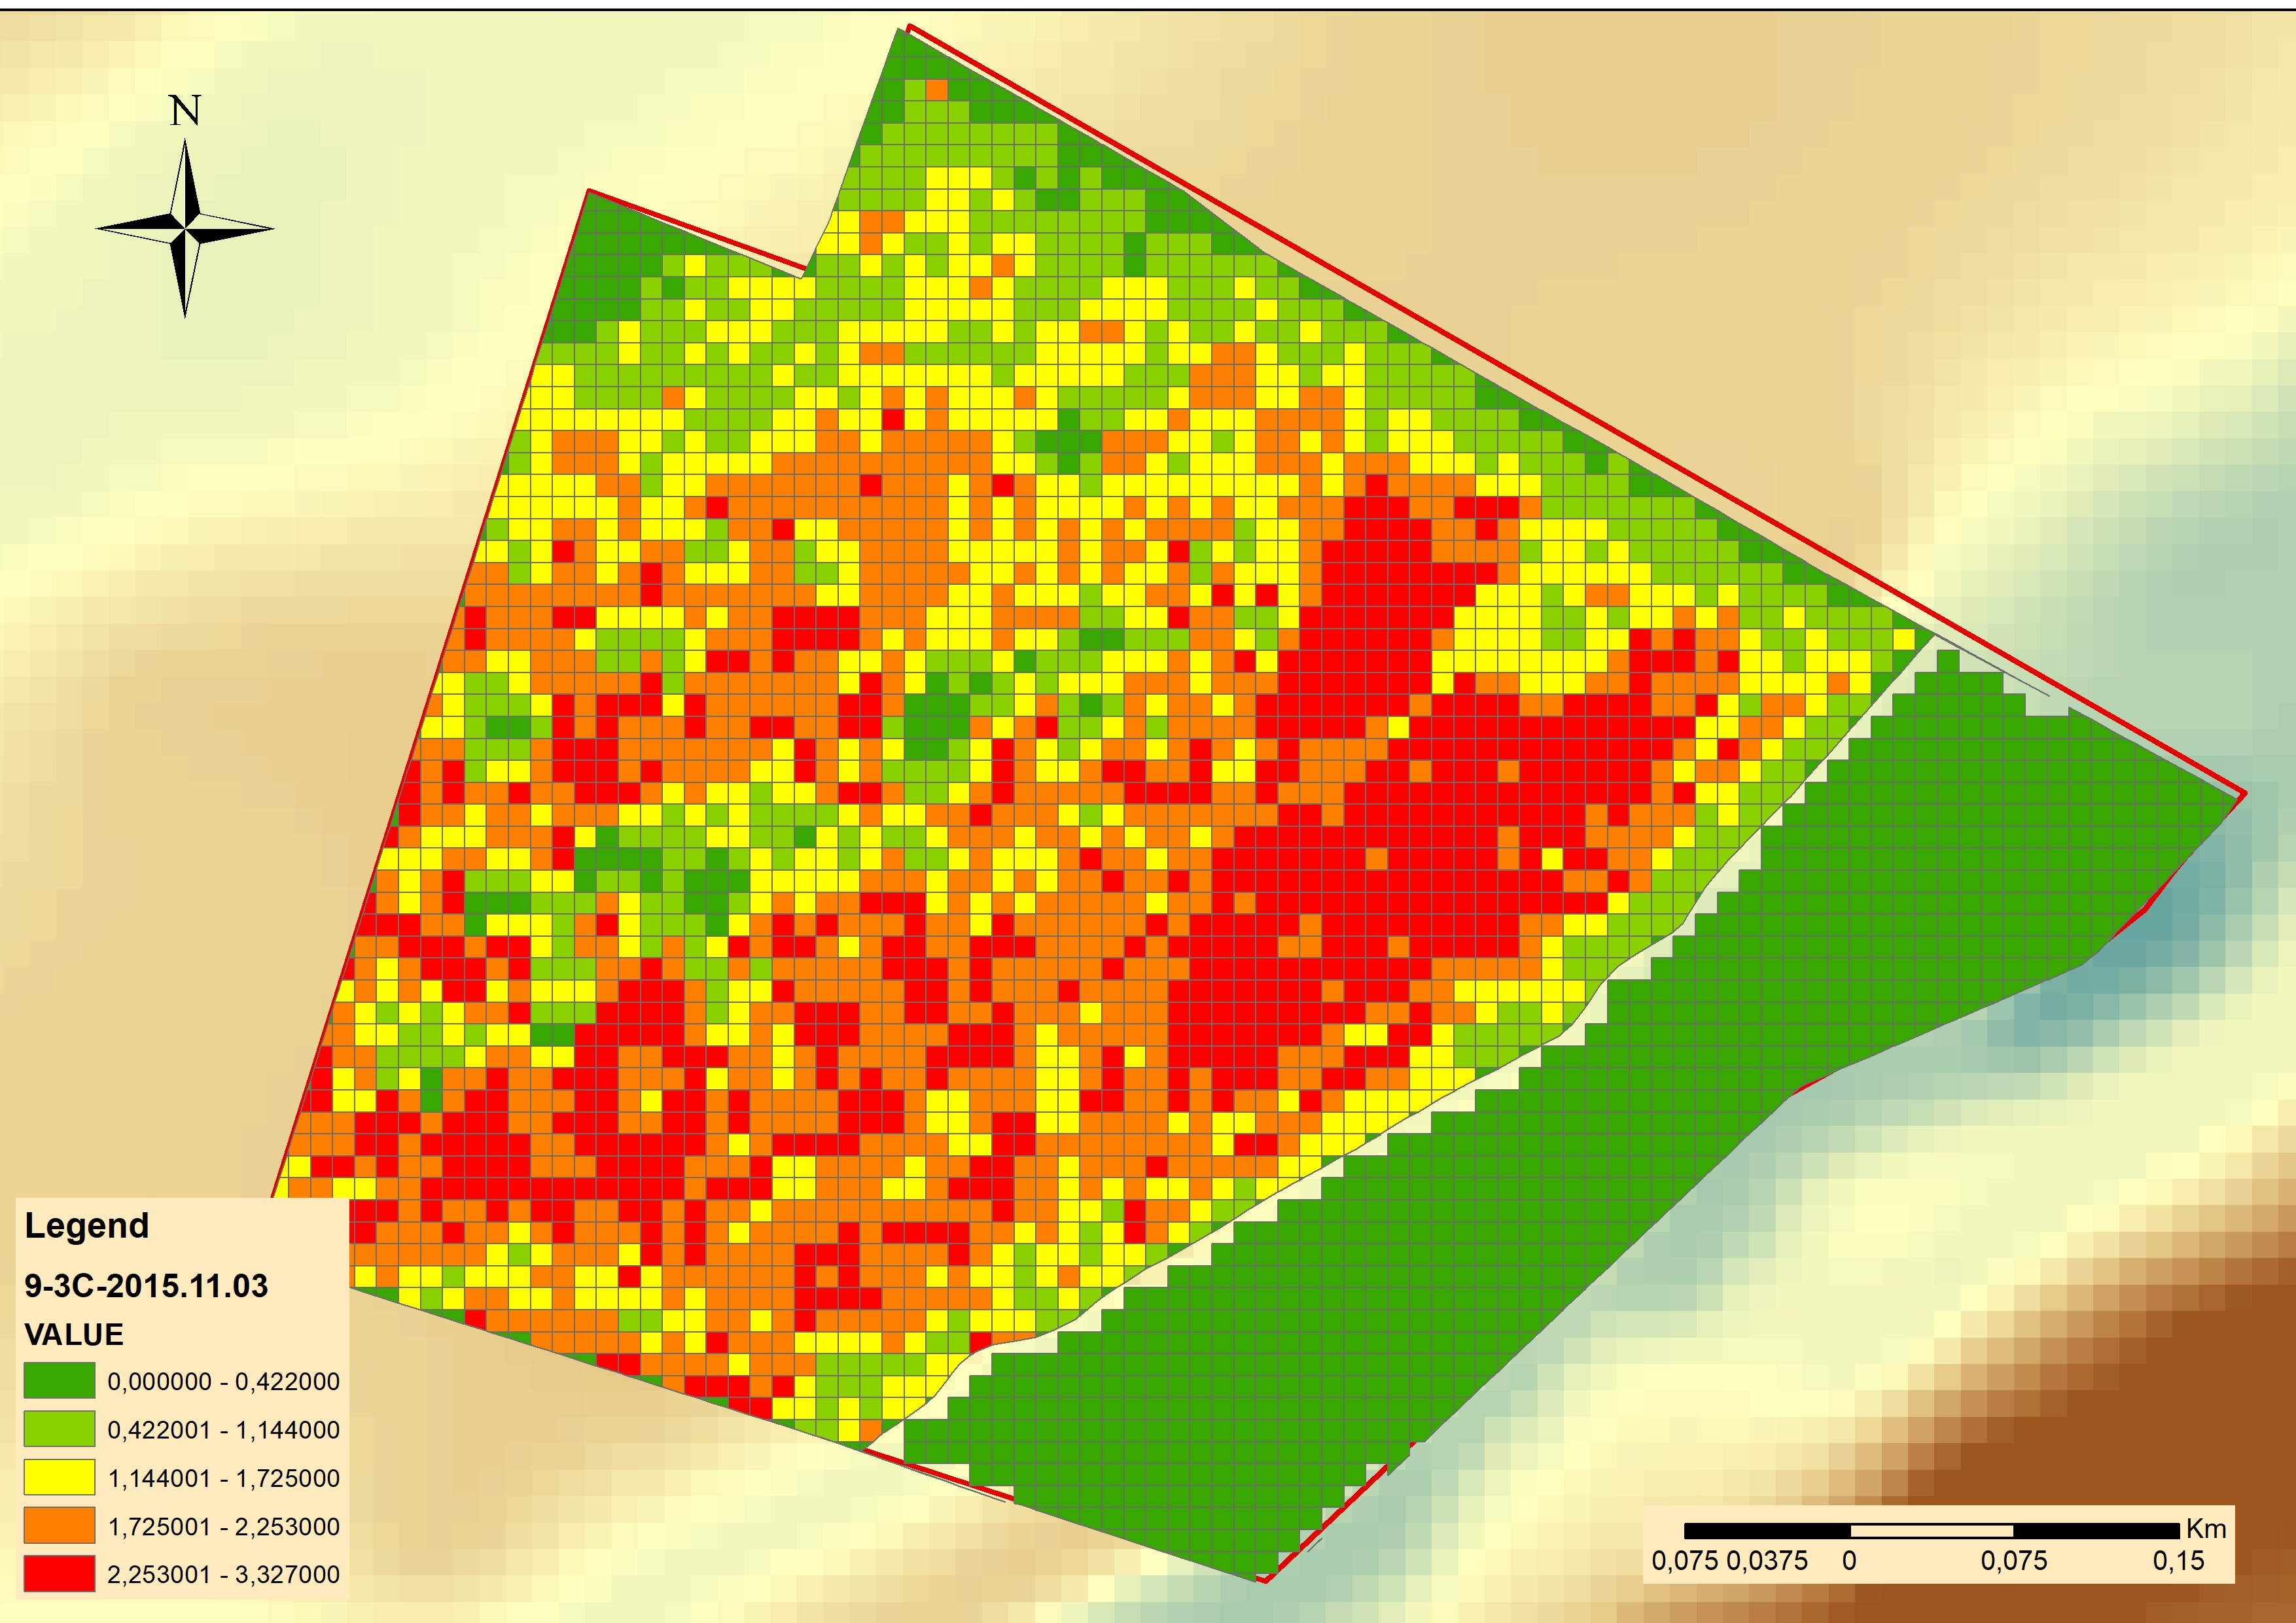 N
Legend
9-3C-2015.11.03
VALUE
0,000000 - 0,422000
0,422001 - 1,144000
1,144001 - 1,725000
1,725001 - 2,253000
2,253001 - 3,327000
Km
0,075 0,0375 0 0,075 0,15